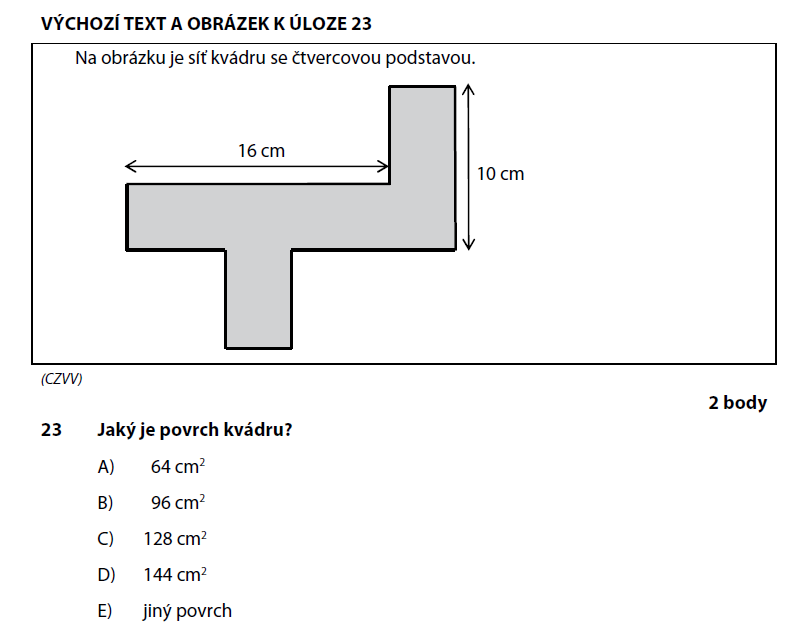 VÝCHOZÍ TEXT A OBRÁZEK K ÚLOZE 23
Na obrázku je síť kvádru se čtvercovou podstavou.
16 cm
10 cm
(CZVV)
2 body
23 Jaký je povrch kvádru?
A) 64 cm²
B) 96 cm²
C) 128 cm²
D) 144 cm²
E) jiný povrch